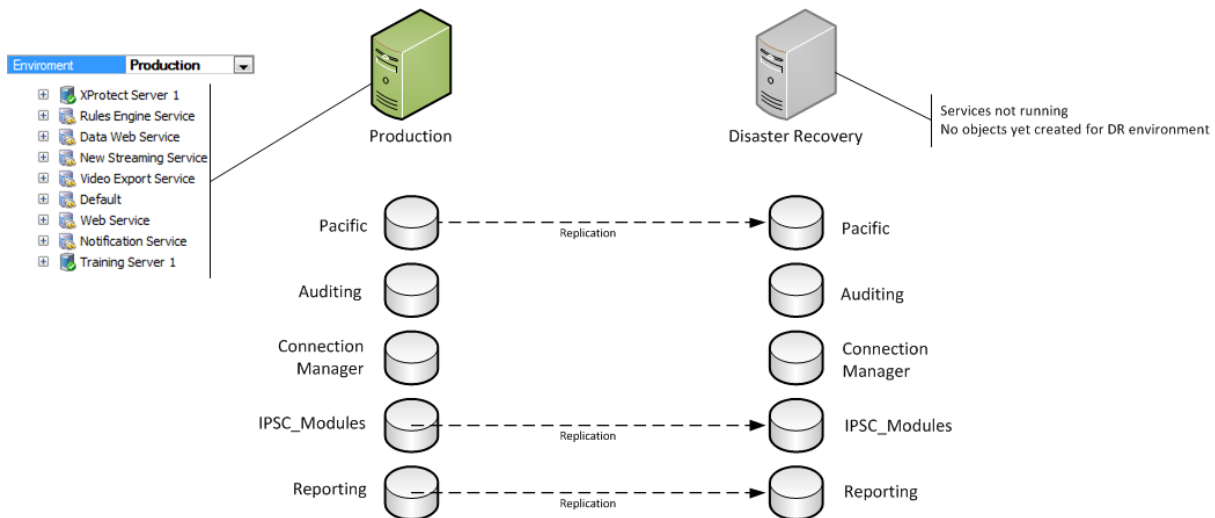 Enviroment Production
XProtect Server 1
Rules Engine Service
Data Web Service
New Streaming Service
Video Export Service
Default
Web Service
Notification Service
Training Server 1
Production
Disaster Recovery
Services not running
No objects yet created for DR environment
Pacific
Replication
Pacific
Auditing
Auditing
Connection
Manager
Connection
Manager
IPSC_Modules
Replication
IPSC_Modules
Reporting
Replication
Reporting